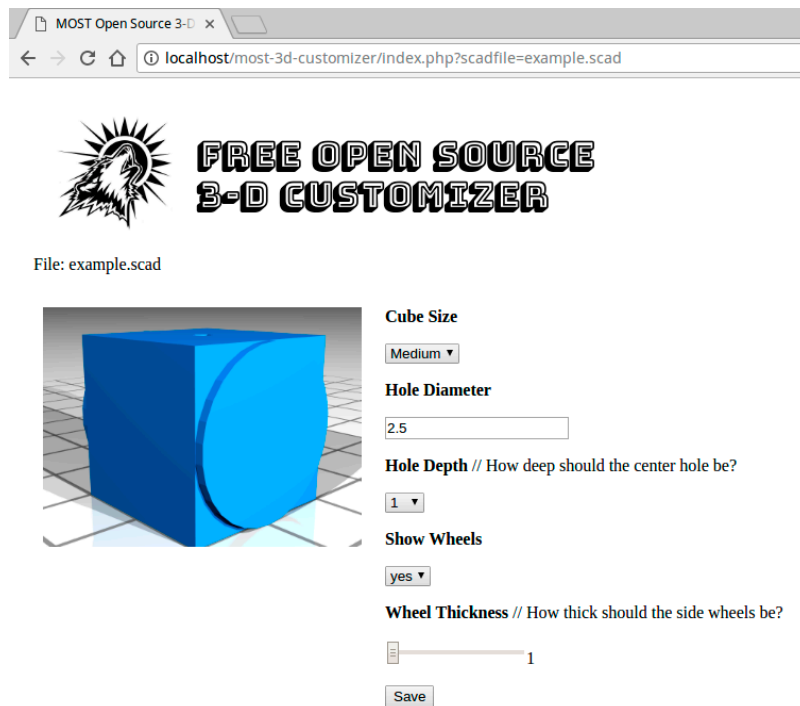 MOST Open Source 3-D
localhost/most-3d-customizer/index.php?scadfile=example.scad
FREE OPEN SOURCE
3-D CUSTOMIZER
File: example.scad
Cube Size
Medium
Hole Diameter
2.5
Hole Depth // How deep should the center hole be?
1
Show Wheels
yes
Wheel Thickness // How thick should the side wheels be?
1
Save